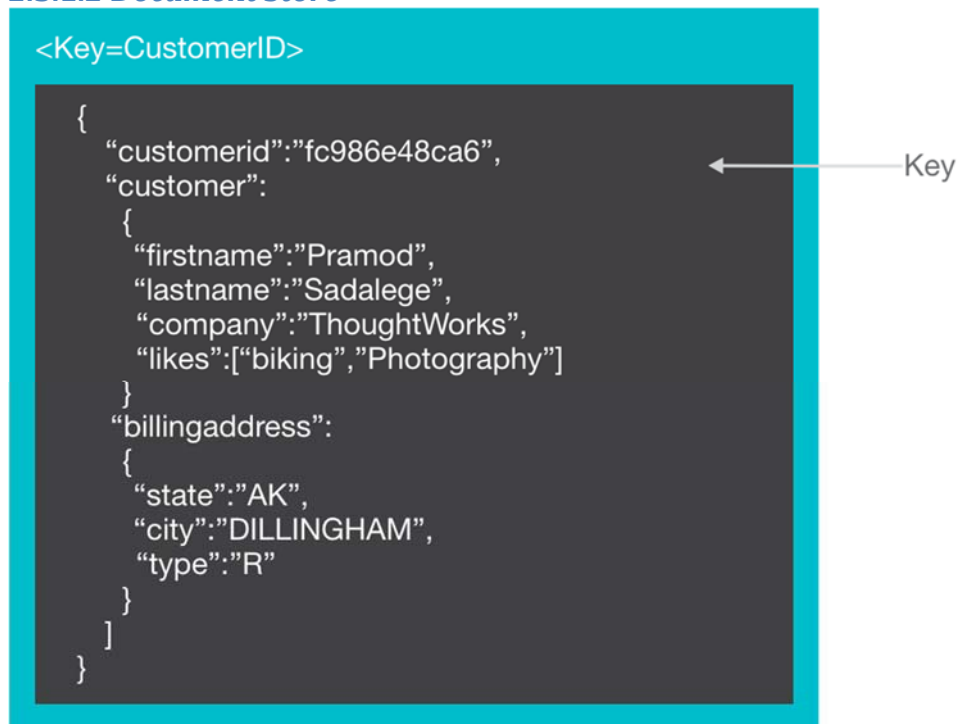 <Key=CustomerID>
{
“customerid”:”fc986e48ca6”,
“customer”:
{
“firstname”:”Pramod”,
“lastname”:”Sadalege”,
“company”:”ThoughtWorks”,
“likes”:[“biking”,”Photography”]
}
“billingaddress”:
{
“state”:”AK”,
“city”:”DILLINGHAM”,
“type”:”R”
}
]
}
Key